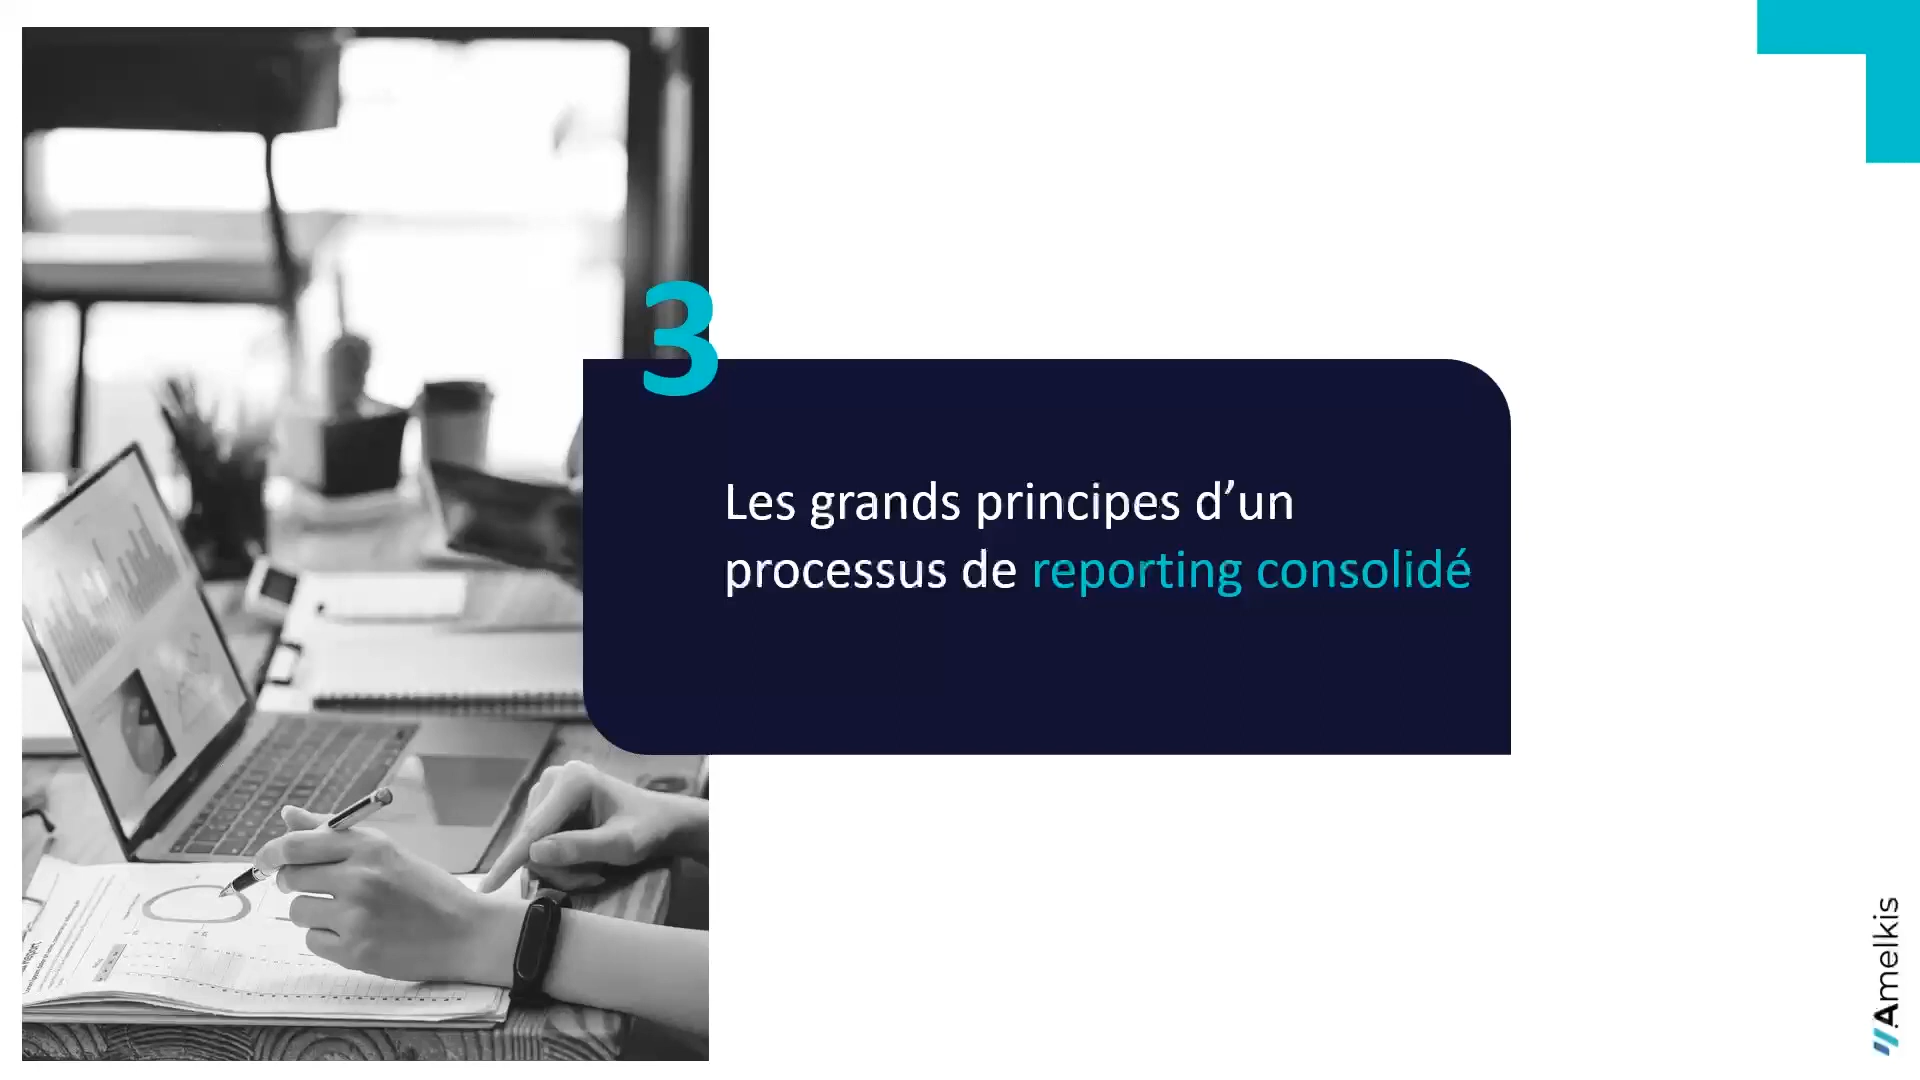 3
Les grands principes d’un
processus de reporting consolidé
Amelkis